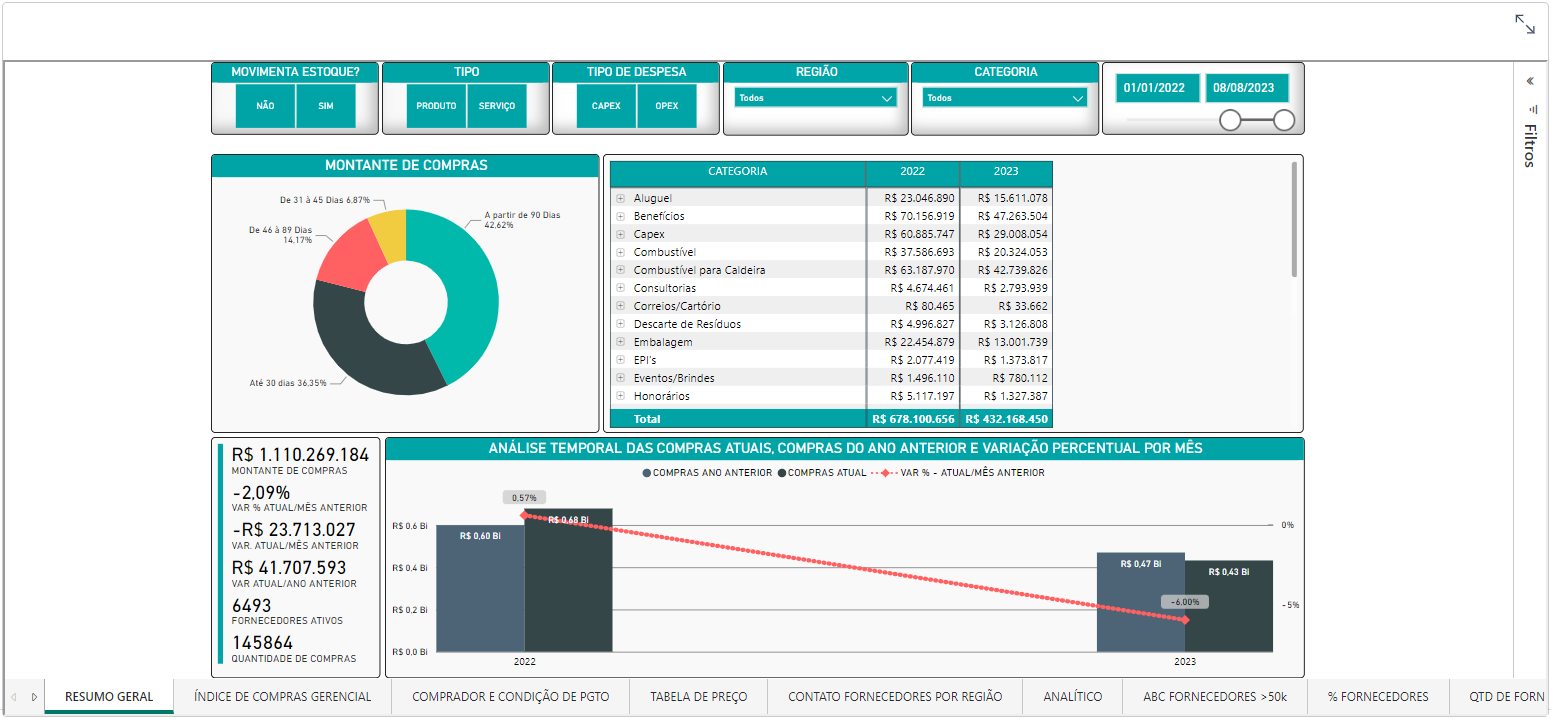 MOVIMENTA ESTOQUE?
NÃO SIM
TIPO
PRODUTO SERVIÇO
TIPO DE DESPESA
CAPEX OPEX
REGIÃO
Todos
CATEGORIA
Todos
01/01/2022 08/08/2023
Filtros
MONTANTE DE COMPRAS
De 31 à 45 Dias 6,87%
A partir de 90 Dias
42,62%
De 46 à 89 Dias
14,17%
Até 30 dias 36,35%
CATEGORIA 2022 2023
Aluguel R$ 23.046.890 R$ 15.611.078
Benefícios R$ 70.156.919 R$ 47.263.504
Capex R$ 60.885.747 R$ 29.008.054
Combustível R$ 37.586.693 R$ 20.324.053
Combustível para Caldeira R$ 63.187.970 R$ 42.739.826
Consultorias R$ 4.674.461 R$ 2.793.939
Correios/Cartório R$ 80.465 R$ 33.662
Descarte de Resíduos R$ 4.996.827 R$ 3.126.808
Embalagem R$ 22.454.879 R$ 13.001.739
EPI's R$ 2.077.419 R$ 1.373.817
Eventos/Brindes R$ 1.496.110 R$ 780.112
Honorários R$ 5.117.197 R$ 1.327.387
Total R$ 678.100.656 R$ 432.168.450
R$ 1.110.269.184
MONTANTE DE COMPRAS
-2,09%
VAR % ATUAL/MÊS ANTERIOR
-R$ 23.713.027
VAR. ATUAL/MÊS ANTERIOR
R$ 41.707.593
VAR ATUAL/ANO ANTERIOR
6493
FORNECEDORES ATIVOS
145864
QUANTIDADE DE COMPRAS
ANÁLISE TEMPORAL DAS COMPRAS ATUAIS, COMPRAS DO ANO ANTERIOR E VARIAÇÃO PERCENTUAL POR MÊS
COMPRAS ANO ANTERIOR COMPRAS ATUAL VAR % - ATUAL/MÊS ANTERIOR
0,57%
R$ 0,6 Bi
R$ 0,68 Bi
0%
R$ 0,60 Bi
R$ 0,4 Bi
R$ 0,47 Bi
R$ 0,43 Bi
R$ 0,2 Bi
-6,00%
-5%
R$ 0,0 Bi
2022 2023
RESUMO GERAL ÍNDICE DE COMPRAS GERENCIAL COMPRADOR E CONDIÇÃO DE PGTO TABELA DE PREÇO CONTATO FORNECEDORES POR REGIÃO ANALÍTICO ABC FORNECEDORES >50k % FORNECEDORES QTD DE FORN